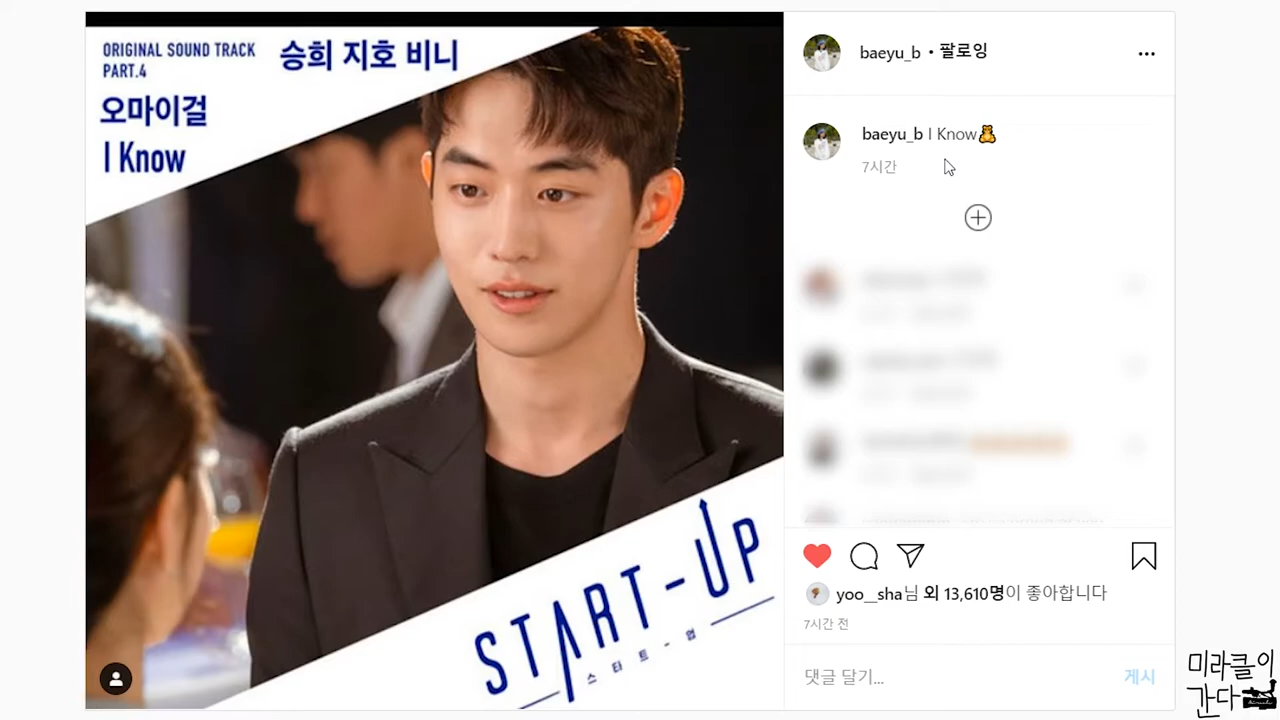 ORIGINAL SOUND TRACK
PART.4
승희 지호 비니
오마이걸
I Know
START-UP
스타트-업
baeyu_b • 팔로잉
baeyu_b I Know🧸
7시간
yoo__sha님 외 13,610명이 좋아합니다
7시간 전
댓글 달기...
게시
미라클이
간다